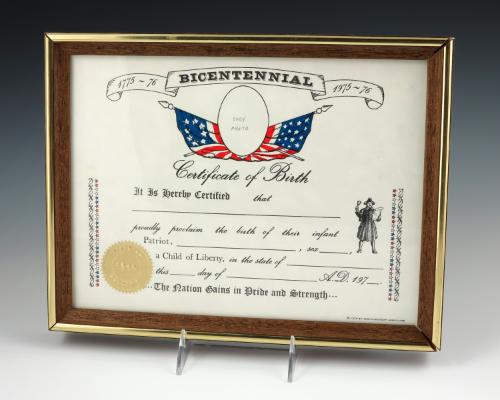 1775~76 BICENTENNIAL 1975~76
BABY
PHOTO
Certificate of Birth
It Is Hereby Certified that
proudly proclaim the birth of their infant
Patriot, , sex ,
a Child of Liberty, in the state of
this day of A.D. 197 .
...The Nation Gains in Pride and Strength...